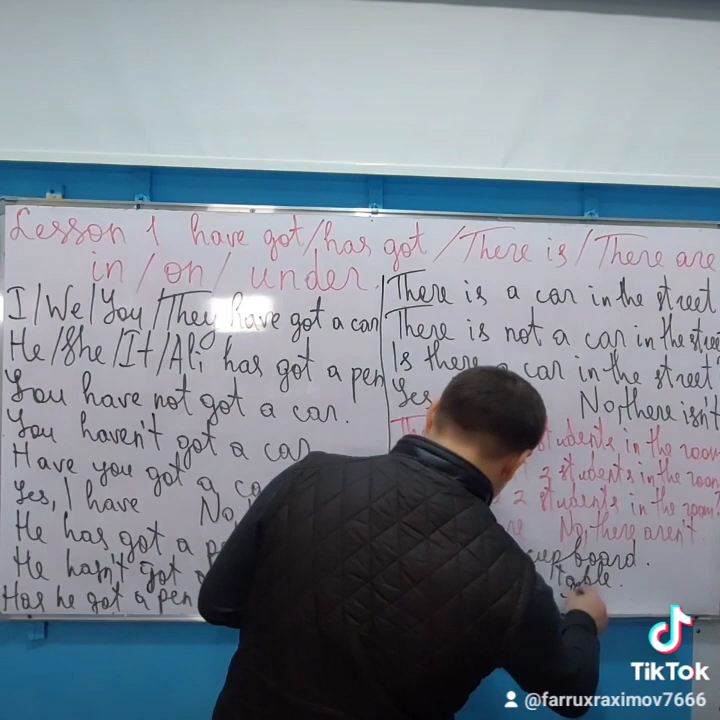 Lesson 1 have got/has got/There is/There are
in/on/under.
I/We/You/They have got a car
He/She/It/Ali has got a pen
You have not got a car.
You haven't got a car
Have you got a
Yes, I have No,
He has got a
He hasn't got
Has he got a pen
There is a car in the street
There is not a car in the stree
Is there a car in the street
Yes No, there isn't
students in the room
3 students in the room
2 students in the room?
No, there aren't.
cupboard.
table.
TikTok
@farruxraximov7666